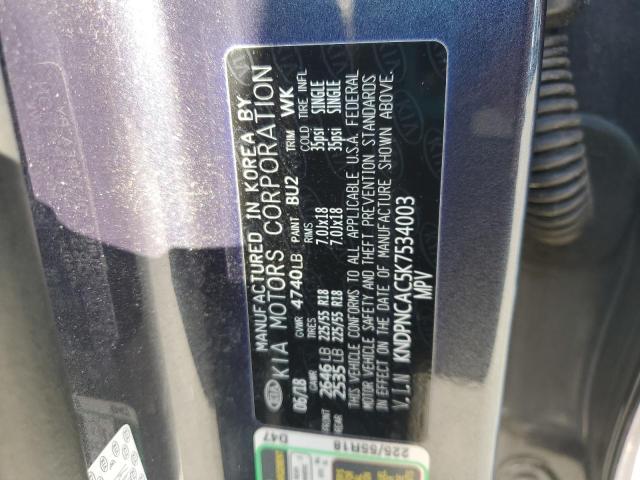 MANUFACTURED IN KOREA BY
KIA MOTORS CORPORATION
06/18 GVWR 4740LB PAINT BU2 TRIM WK
GAWR TIRES RIMS COLD TIRE INFL
FRONT 2646LB 225/55 R18 7.0Jx18 35psi SINGLE
REAR 2535LB 225/55 R18 7.0Jx18 35psi SINGLE
THIS VEHICLE CONFORMS TO ALL APPLICABLE U.S.A. FEDERAL
MOTOR VEHICLE SAFETY AND THEFT PREVENTION STANDARDS
IN EFFECT ON THE DATE OF MANUFACTURE SHOWN ABOVE.
V.I.N KNDPNCAC5K7534003
MPV
D47
225/55R18